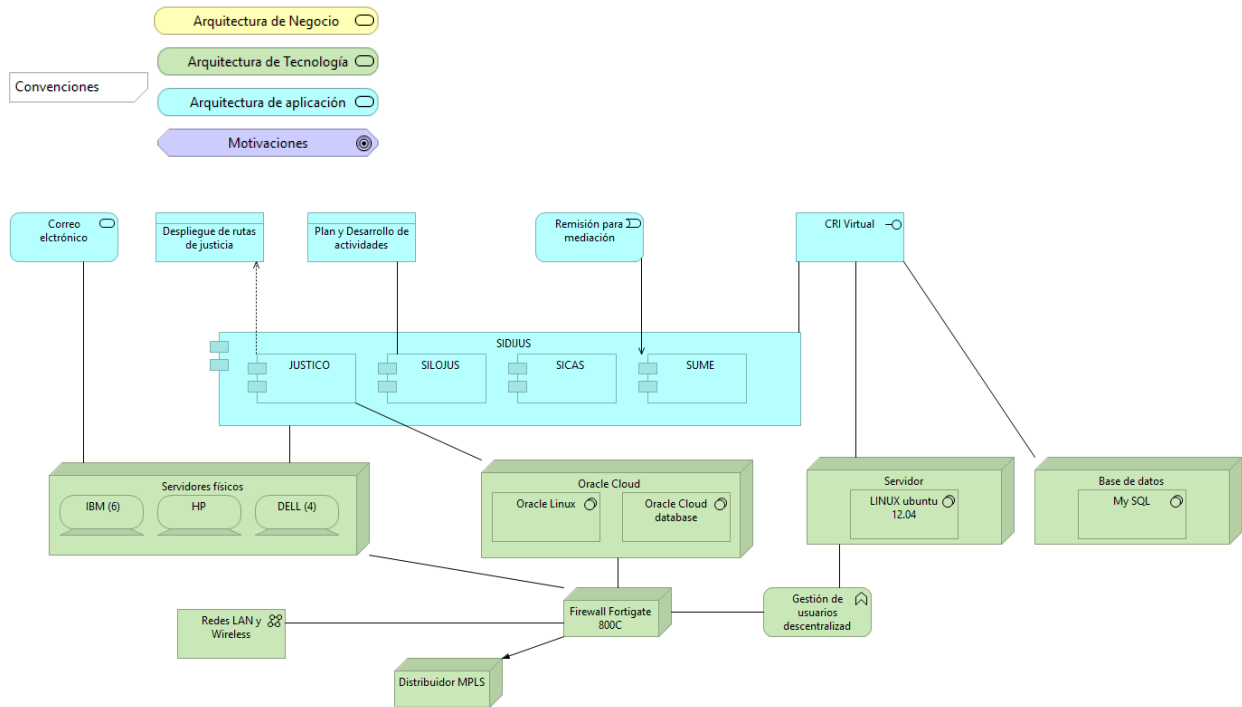 Arquitectura de Negocio
Arquitectura de Tecnología
Convenciones
Arquitectura de aplicación
Motivaciones
Correo
elctrónico
Despliegue de rutas
de justicia
Plan y Desarrollo de
actividades
Remisión para
mediación
CRI Virtual
SIDIJUS
JUSTICO
SILOJUS
SICAS
SUME
Servidores físicos
IBM (6)
HP
DELL (4)
Oracle Cloud
Oracle Linux
Oracle Cloud
database
Servidor
LINUX ubuntu
12.04
Base de datos
My SQL
Redes LAN y
Wireless
Firewall Fortigate
800C
Gestión de
usuarios
descentralizad
Distribuidor MPLS